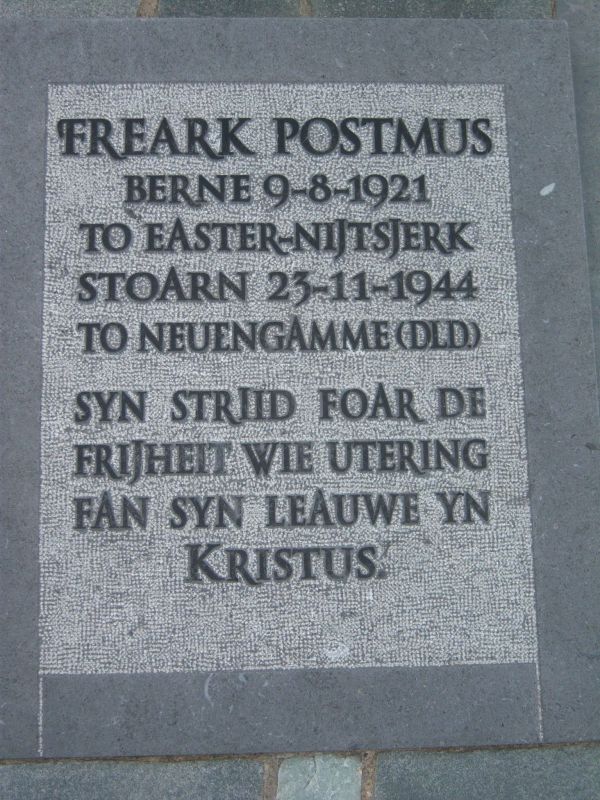 FREARK POSTMUS
BERNE 9-8-1921
TO EASTER-NIJTSJERK
STOARN 23-11-1944
TO NEUENGAMME (DLD.)
SYN STRIID FOAR DE
FRIJHEIT WIE UTERING
FAN SYN LEAUWE YN
KRISTUS.